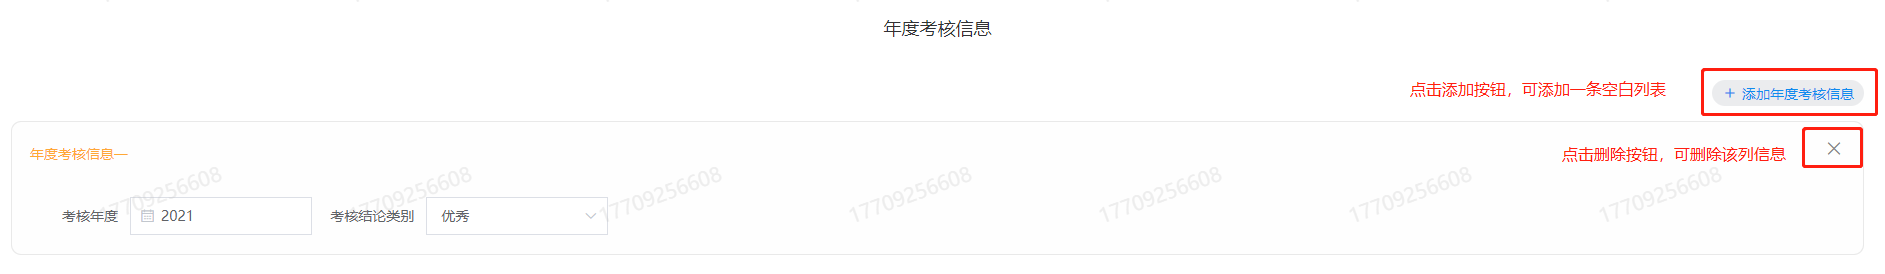 年度考核信息
点击添加按钮，可添加一条空白列表
+ 添加年度考核信息
年度考核信息一
点击删除按钮，可删除该列信息
考核年度 2021 考核结论类别 优秀
17709256608 17709256608 17709256608 17709256608 17709256608 17709256608 17709256608